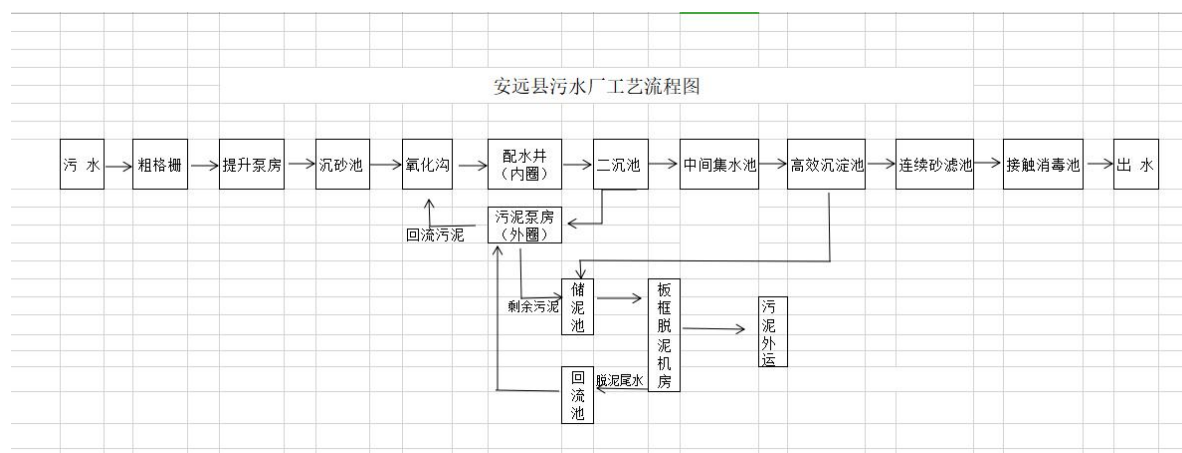 安远县污水厂工艺流程图
污 水
粗格栅
提升泵房
沉砂池
氧化沟
配水井
（内圈）
二沉池
中间集水池
高效沉淀池
连续砂滤池
接触消毒池
出 水
污泥泵房
（外圈）
回流污泥
剩余污泥
储泥池
板框脱泥机房
污泥外运
脱泥尾水
回流池